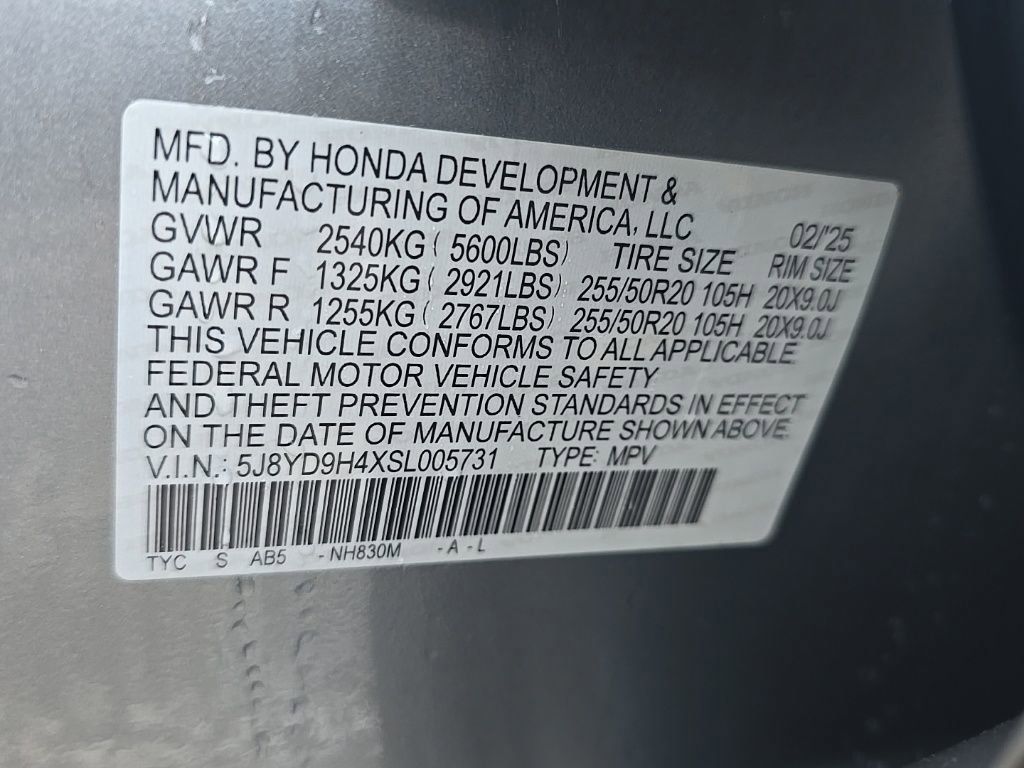 MFD. BY HONDA DEVELOPMENT &
MANUFACTURING OF AMERICA, LLC 02/'25
GVWR 2540KG ( 5600LBS) TIRE SIZE RIM SIZE
GAWR F 1325KG ( 2921LBS) 255/50R20 105H 20X9.0J
GAWR R 1255KG ( 2767LBS) 255/50R20 105H 20X9.0J
THIS VEHICLE CONFORMS TO ALL APPLICABLE
FEDERAL MOTOR VEHICLE SAFETY
AND THEFT PREVENTION STANDARDS IN EFFECT
ON THE DATE OF MANUFACTURE SHOWN ABOVE.
V.I.N.: 5J8YD9H4XSL005731 TYPE: MPV
TYC S AB5 - NH830M - A - L